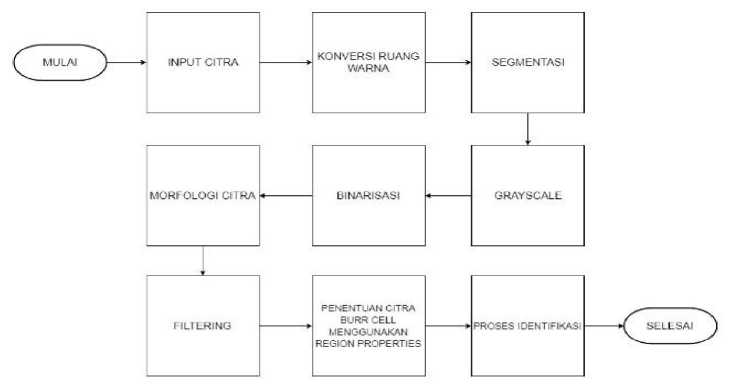 MULAI
INPUT CITRA
KONVERSI RUANG
WARNA
SEGMENTASI
GRAYSCALE
BINARISASI
MORFOLOGI CITRA
FILTERING
PENENTUAN CITRA
BURR CELL
MENGGUNAKAN
REGION PROPERTIES
PROSES IDENTIFIKASI
SELESAI